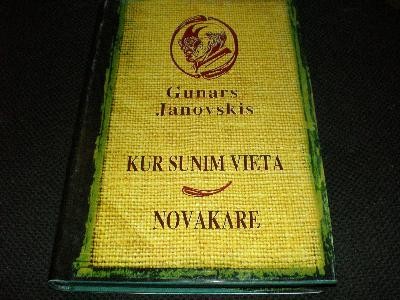 Gunars
Janovskis
KUR SUNIM VIETA
NOVAKARE